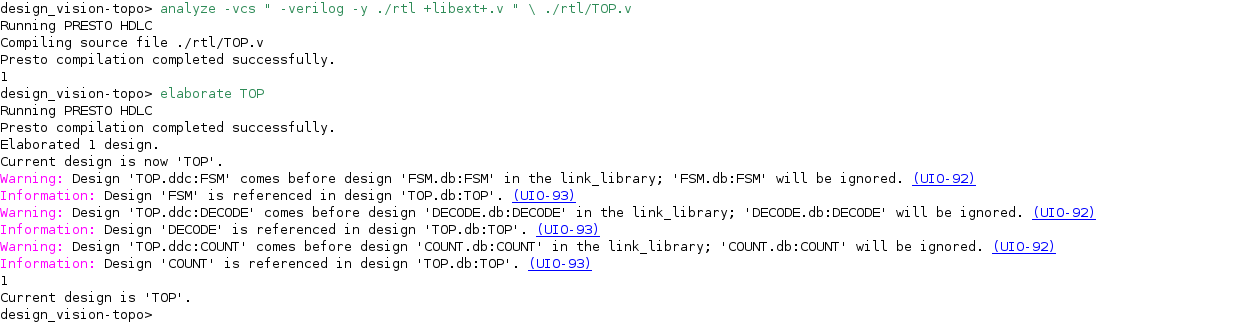 design_vision-topo> analyze -vcs " -verilog -y ./rtl +libext+.v " \ ./rtl/TOP.v
Running PRESTO HDLC
Compiling source file ./rtl/TOP.v
Presto compilation completed successfully.
1
design_vision-topo> elaborate TOP
Running PRESTO HDLC
Presto compilation completed successfully.
Elaborated 1 design.
Current design is now 'TOP'.
Warning: Design 'TOP.ddc:FSM' comes before design 'FSM.db:FSM' in the link_library; 'FSM.db:FSM' will be ignored. (UIO-92)
Information: Design 'FSM' is referenced in design 'TOP.db:TOP'. (UIO-93)
Warning: Design 'TOP.ddc:DECODE' comes before design 'DECODE.db:DECODE' in the link_library; 'DECODE.db:DECODE' will be ignored. (UIO-92)
Information: Design 'DECODE' is referenced in design 'TOP.db:TOP'. (UIO-93)
Warning: Design 'TOP.ddc:COUNT' comes before design 'COUNT.db:COUNT' in the link_library; 'COUNT.db:COUNT' will be ignored. (UIO-92)
Information: Design 'COUNT' is referenced in design 'TOP.db:TOP'. (UIO-93)
1
Current design is 'TOP'.
design_vision-topo>